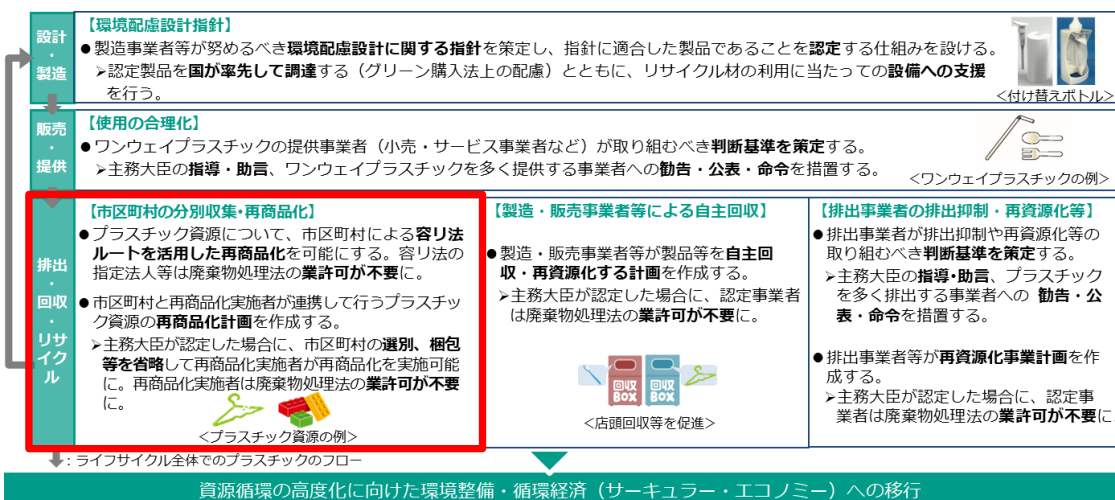 設計・製造
【環境配慮設計指針】
●製造事業者等が努めるべき環境配慮設計に関する指針を策定し、指針に適合した製品であることを認定する仕組みを設ける。
➢認定製品を国が率先して調達する（グリーン購入法上の配慮）とともに、リサイクル材の利用に当たっての設備への支援
を行う。
<付け替えボトル>
販売・提供
【使用の合理化】
●ワンウェイプラスチックの提供事業者（小売・サービス事業者など）が取り組むべき判断基準を策定する。
➢主務大臣の指導・助言、ワンウェイプラスチックを多く提供する事業者への勧告・公表・命令を措置する。
<ワンウェイプラスチックの例>
排出・回収・リサイクル
【市区町村の分別収集・再商品化】
●プラスチック資源について、市区町村による容リ法
ルートを活用した再商品化を可能にする。容リ法の
指定法人等は廃棄物処理法の業許可が不要に。
●市区町村と再商品化実施者が連携して行うプラスチッ
ク資源の再商品化計画を作成する。
➢主務大臣が認定した場合に、市区町村の選別、梱包
等を省略して再商品化実施者が再商品化を実施可能
に。再商品化実施者は廃棄物処理法の業許可が不要
に。
<プラスチック資源の例>
【製造・販売事業者等による自主回収】
●製造・販売事業者等が製品等を自主回
収・再資源化する計画を作成する。
➢主務大臣が認定した場合に、認定事業者
は廃棄物処理法の業許可が不要に。
回収
BOX
回収
BOX
<店頭回収等を促進>
【排出事業者の排出抑制・再資源化等】
●排出事業者が排出抑制や再資源化等の
取り組むべき判断基準を策定する。
➢主務大臣の指導・助言、プラスチック
を多く排出する事業者への 勧告・公
表・命令を措置する。
●排出事業者等が再資源化事業計画を作
成する。
➢主務大臣が認定した場合に、認定事
業者は廃棄物処理法の業許可が不要に
：ライフサイクル全体でのプラスチックのフロー
資源循環の高度化に向けた環境整備・循環経済（サーキュラー・エコノミー）への移行